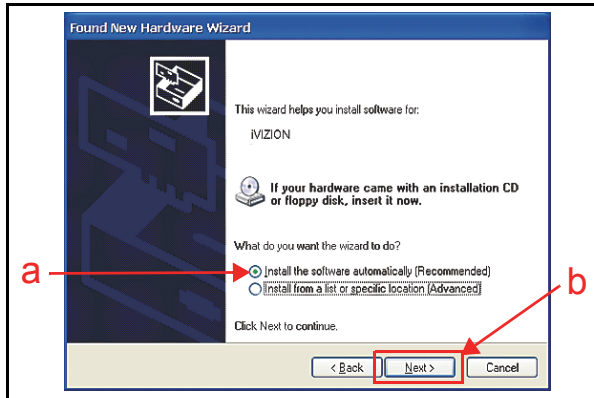 Found New Hardware Wizard
This wizard helps you install software for:
iVIZION
If your hardware came with an installation CD
or floppy disk, insert it now.
What do you want the wizard to do?
a
Install the software automatically (Recommended)
Install from a list or specific location (Advanced)
b
Click Next to continue.
< Back
Next >
Cancel